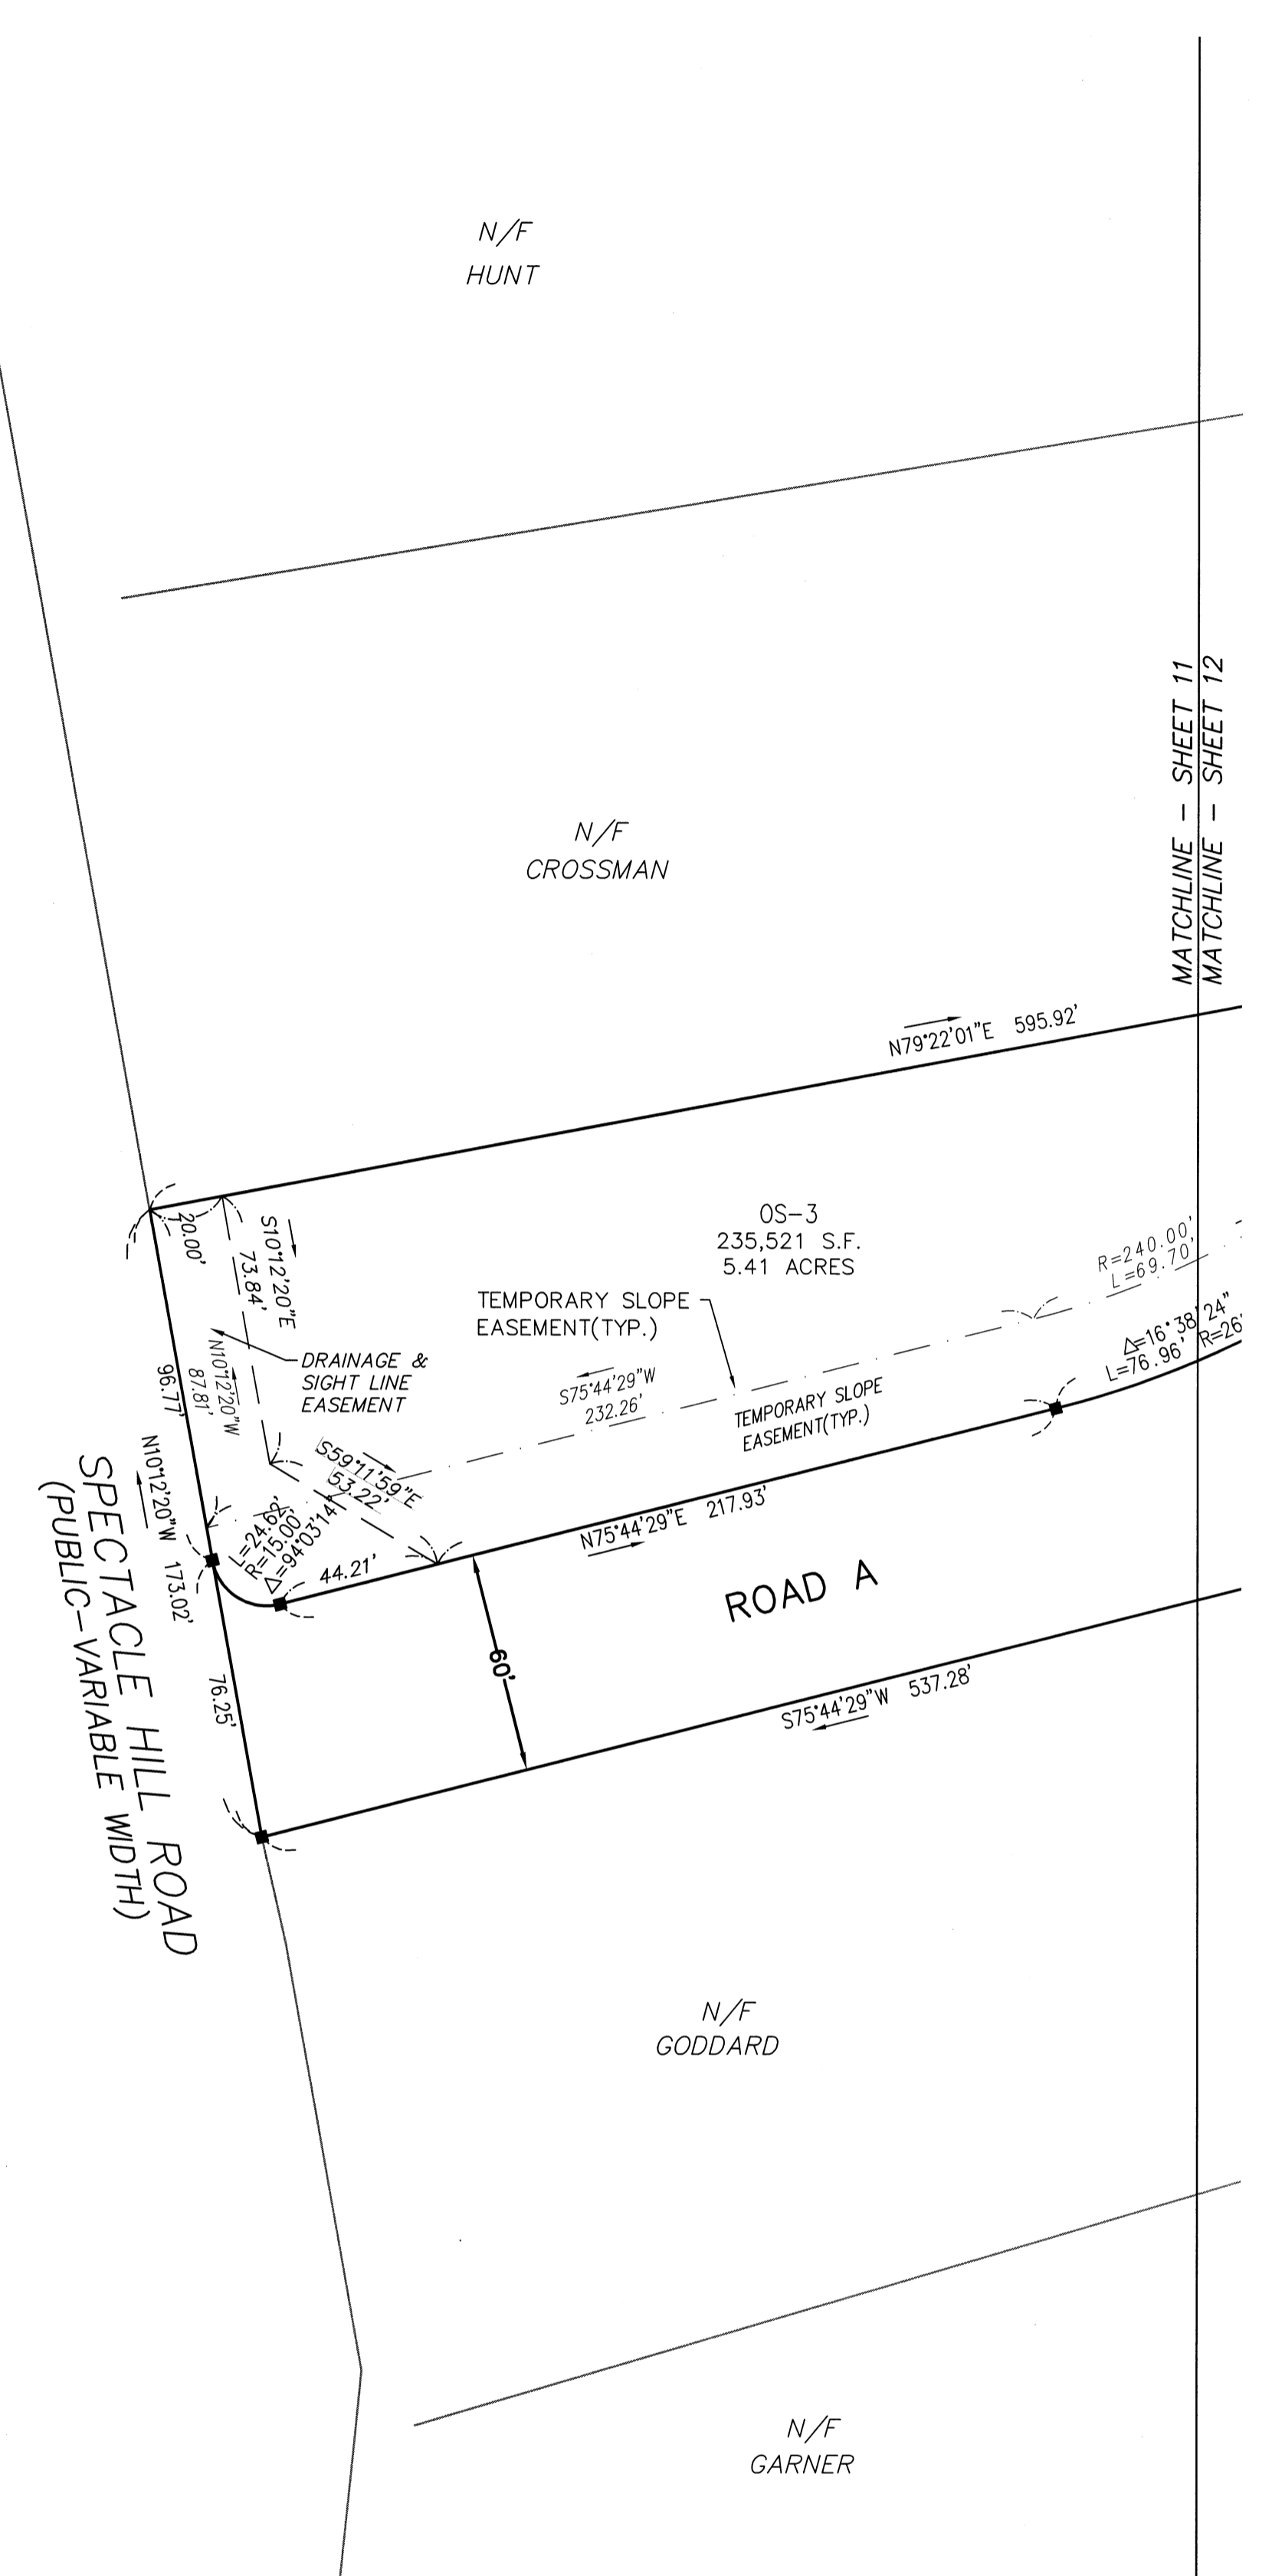 N/F
HUNT
MATCHLINE - SHEET 11
MATCHLINE - SHEET 12
N/F
CROSSMAN
N79°22'01"E 595.92'
OS-3
235,521 S.F.
5.41 ACRES
20.00'
S10°12'20"E
73.84'
TEMPORARY SLOPE
EASEMENT(TYP.)
R=240.00'
L=69.70'
Δ=16°38'24"
L=76.96' R=26
DRAINAGE &
SIGHT LINE
EASEMENT
N10°12'20"W
87.81'
96.77'
S75°44'29"W
232.26'
TEMPORARY SLOPE
EASEMENT(TYP.)
S59°11'59"E
53.22'
N10°12'20"W 173.02'
L=24.62'
R=15.00'
Δ=94°03'14"
44.21'
N75°44'29"E 217.93'
ROAD A
60'
76.25'
S75°44'29"W 537.28'
SPECTACLE HILL ROAD
(PUBLIC-VARIABLE WIDTH)
N/F
GODDARD
N/F
GARNER